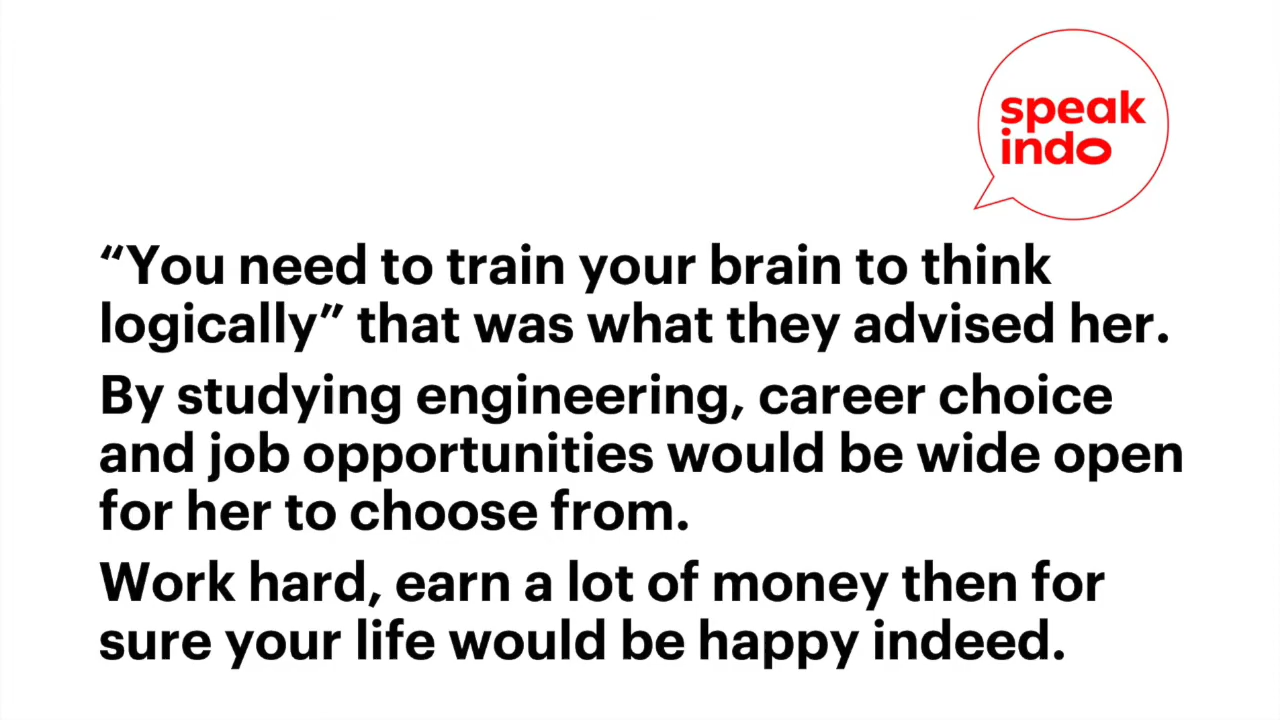 speak
indo
“You need to train your brain to think
logically” that was what they advised her.
By studying engineering, career choice
and job opportunities would be wide open
for her to choose from.
Work hard, earn a lot of money then for
sure your life would be happy indeed.